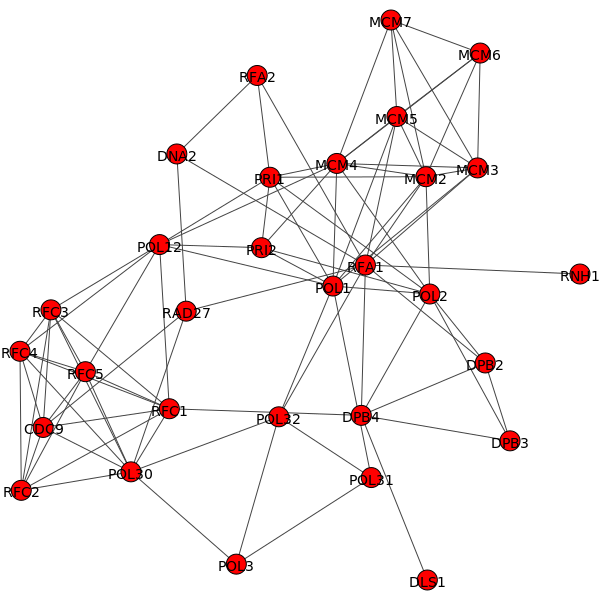 MCM7
MCM6
RFA2
MCM5
DNA2
MCM4
MCM3
PRI1
MCM2
POL12
PRI2
RFA1
RNH1
POL1
POL2
RFC3
RAD27
RFC4
DPB2
RFC5
RFC1
POL32
DPB4
CDC9
DPB3
POL30
POL31
RFC2
POL3
DLS1